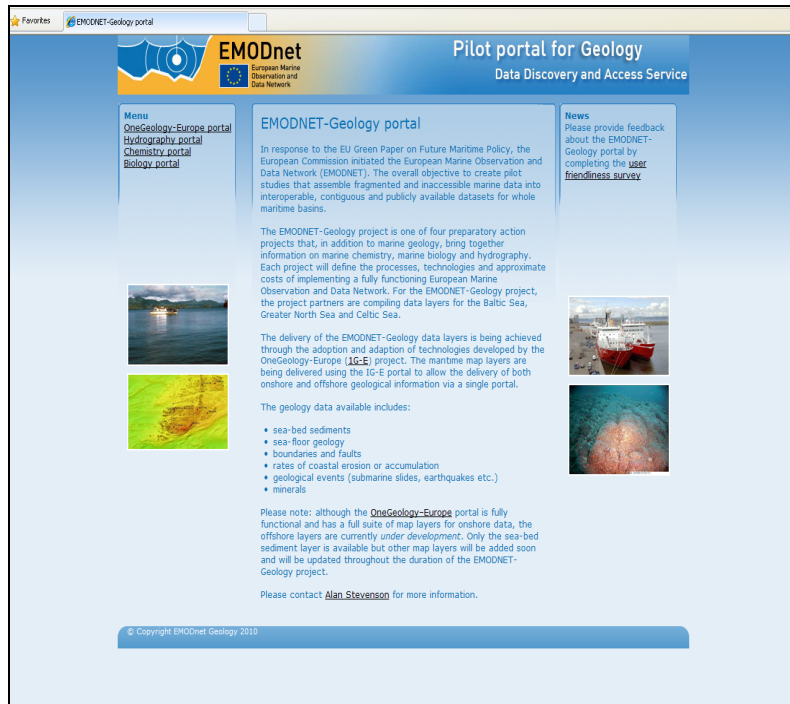 Favorites
EMODNET-Geology portal
EMODnet
European Marine
Observation and
Data Network
Pilot portal for Geology
Data Discovery and Access Service
Menu
OneGeology-Europe portal
Hydrography portal
Chemistry portal
Biology portal
EMODNET-Geology portal
In response to the EU Green Paper on Future Maritime Policy, the
European Commission initiated the European Marine Observation and
Data Network (EMODNET). The overall objective to create pilot
studies that assemble fragmented and inaccessible marine data into
interoperable, contiguous and publicly available datasets for whole
maritime basins.
The EMODNET-Geology project is one of four preparatory action
projects that, in addition to marine geology, bring together
information on marine chemistry, marine biology and hydrography.
Each project will define the processes, technologies and approximate
costs of implementing a fully functioning European Marine
Observation and Data Network. For the EMODNET-Geology project,
the project partners are compiling data layers for the Baltic Sea,
Greater North Sea and Celtic Sea.
The delivery of the EMODNET-Geology data layers is being achieved
through the adoption and adaption of technologies developed by the
OneGeology-Europe (1G-E) project. The maritime map layers are
being delivered using the IG-E portal to allow the delivery of both
onshore and offshore geological information via a single portal.
The geology data available includes:
• sea-bed sediments
• sea-floor geology
• boundaries and faults
• rates of coastal erosion or accumulation
• geological events (submarine slides, earthquakes etc.)
• minerals
Please note: although the OneGeology-Europe portal is fully
functional and has a full suite of map layers for onshore data, the
offshore layers are currently under development. Only the sea-bed
sediment layer is available but other map layers will be added soon
and will be updated throughout the duration of the EMODNET-
Geology project.
Please contact Alan Stevenson for more information.
News
Please provide feedback
about the EMODNET-
Geology portal by
completing the user
friendliness survey
© Copyright EMODnet Geology 2010